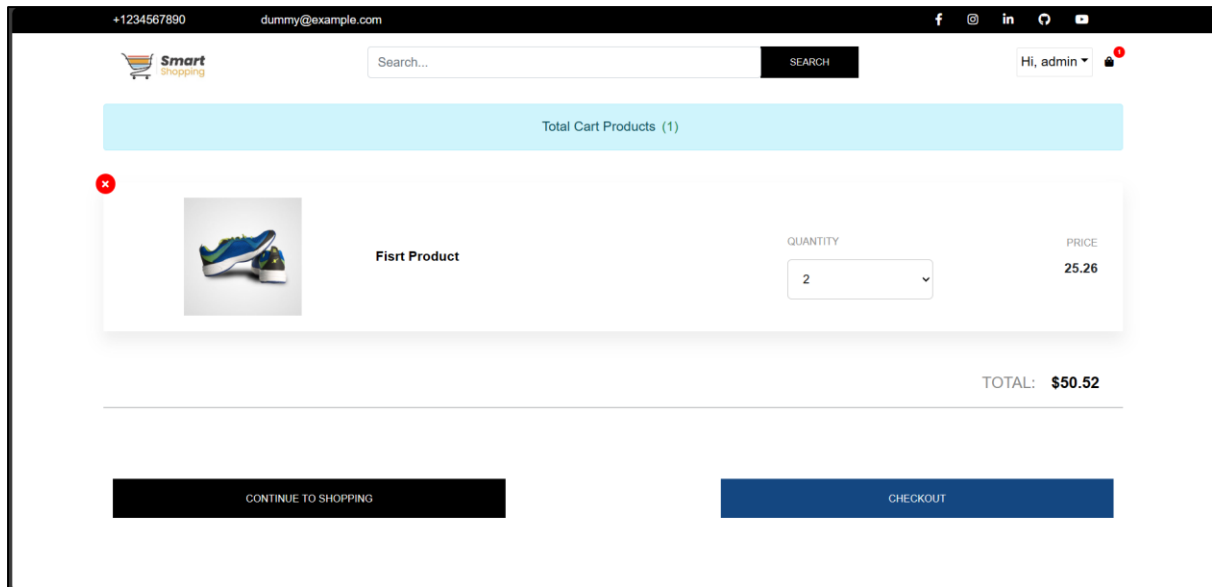 +1234567890 dummy@example.com
Smart
Shopping
Search...
SEARCH
Hi, admin
1
Total Cart Products (1)
Fisrt Product
QUANTITY
2
PRICE
25.26
TOTAL: $50.52
CONTINUE TO SHOPPING
CHECKOUT